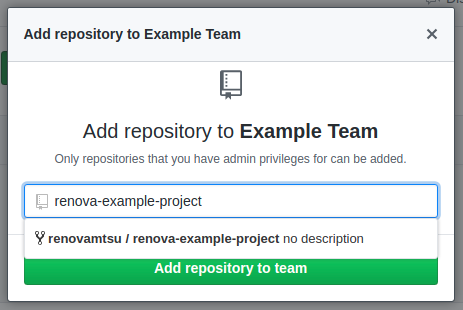 Add repository to Example Team
Add repository to Example Team
Only repositories that you have admin privileges for can be added.
renova-example-project
renovamtsu / renova-example-project no description
Add repository to team